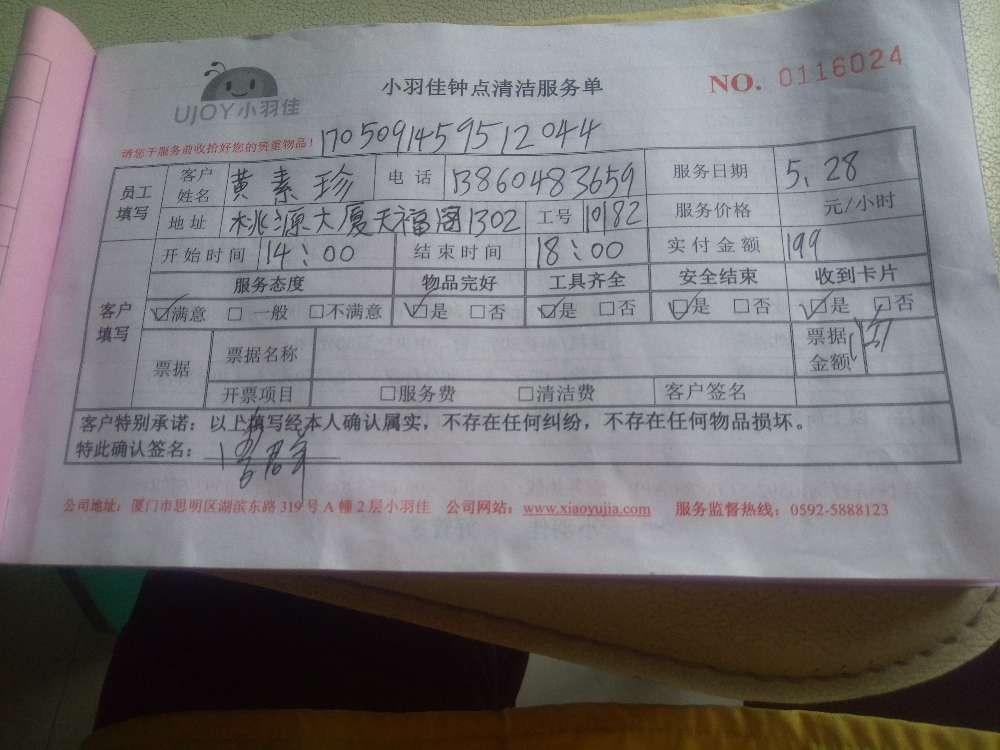 UJOY小羽佳
小羽佳钟点清洁服务单
NO. 0116024
请您于服务前收拾好您的贵重物品!
170509145951２044
员工填写 客户姓名 黄素珍 电话 13860483659 服务日期 5.28
地址 桃源大厦天福阁1302 工号 10182 服务价格 元/小时
客户填写 开始时间 14:00 结束时间 18:00 实付金额 199
服务态度 物品完好 工具齐全 安全结束 收到卡片
☑满意 □一般 □不满意 ☑是 □否 ☑是 □否 ☑是 □否 ☑是 □否
票据 票据名称 票据金额
开票项目 □服务费 □清洁费 客户签名
客户特别承诺：以上填写经本人确认属实，不存在任何纠纷，不存在任何物品损坏。
特此确认签名：
公司地址：厦门市思明区湖滨东路 319 号 A 幢 2 层小羽佳 公司网站：www.xiaoyujia.com 服务监督热线：0592-5888123